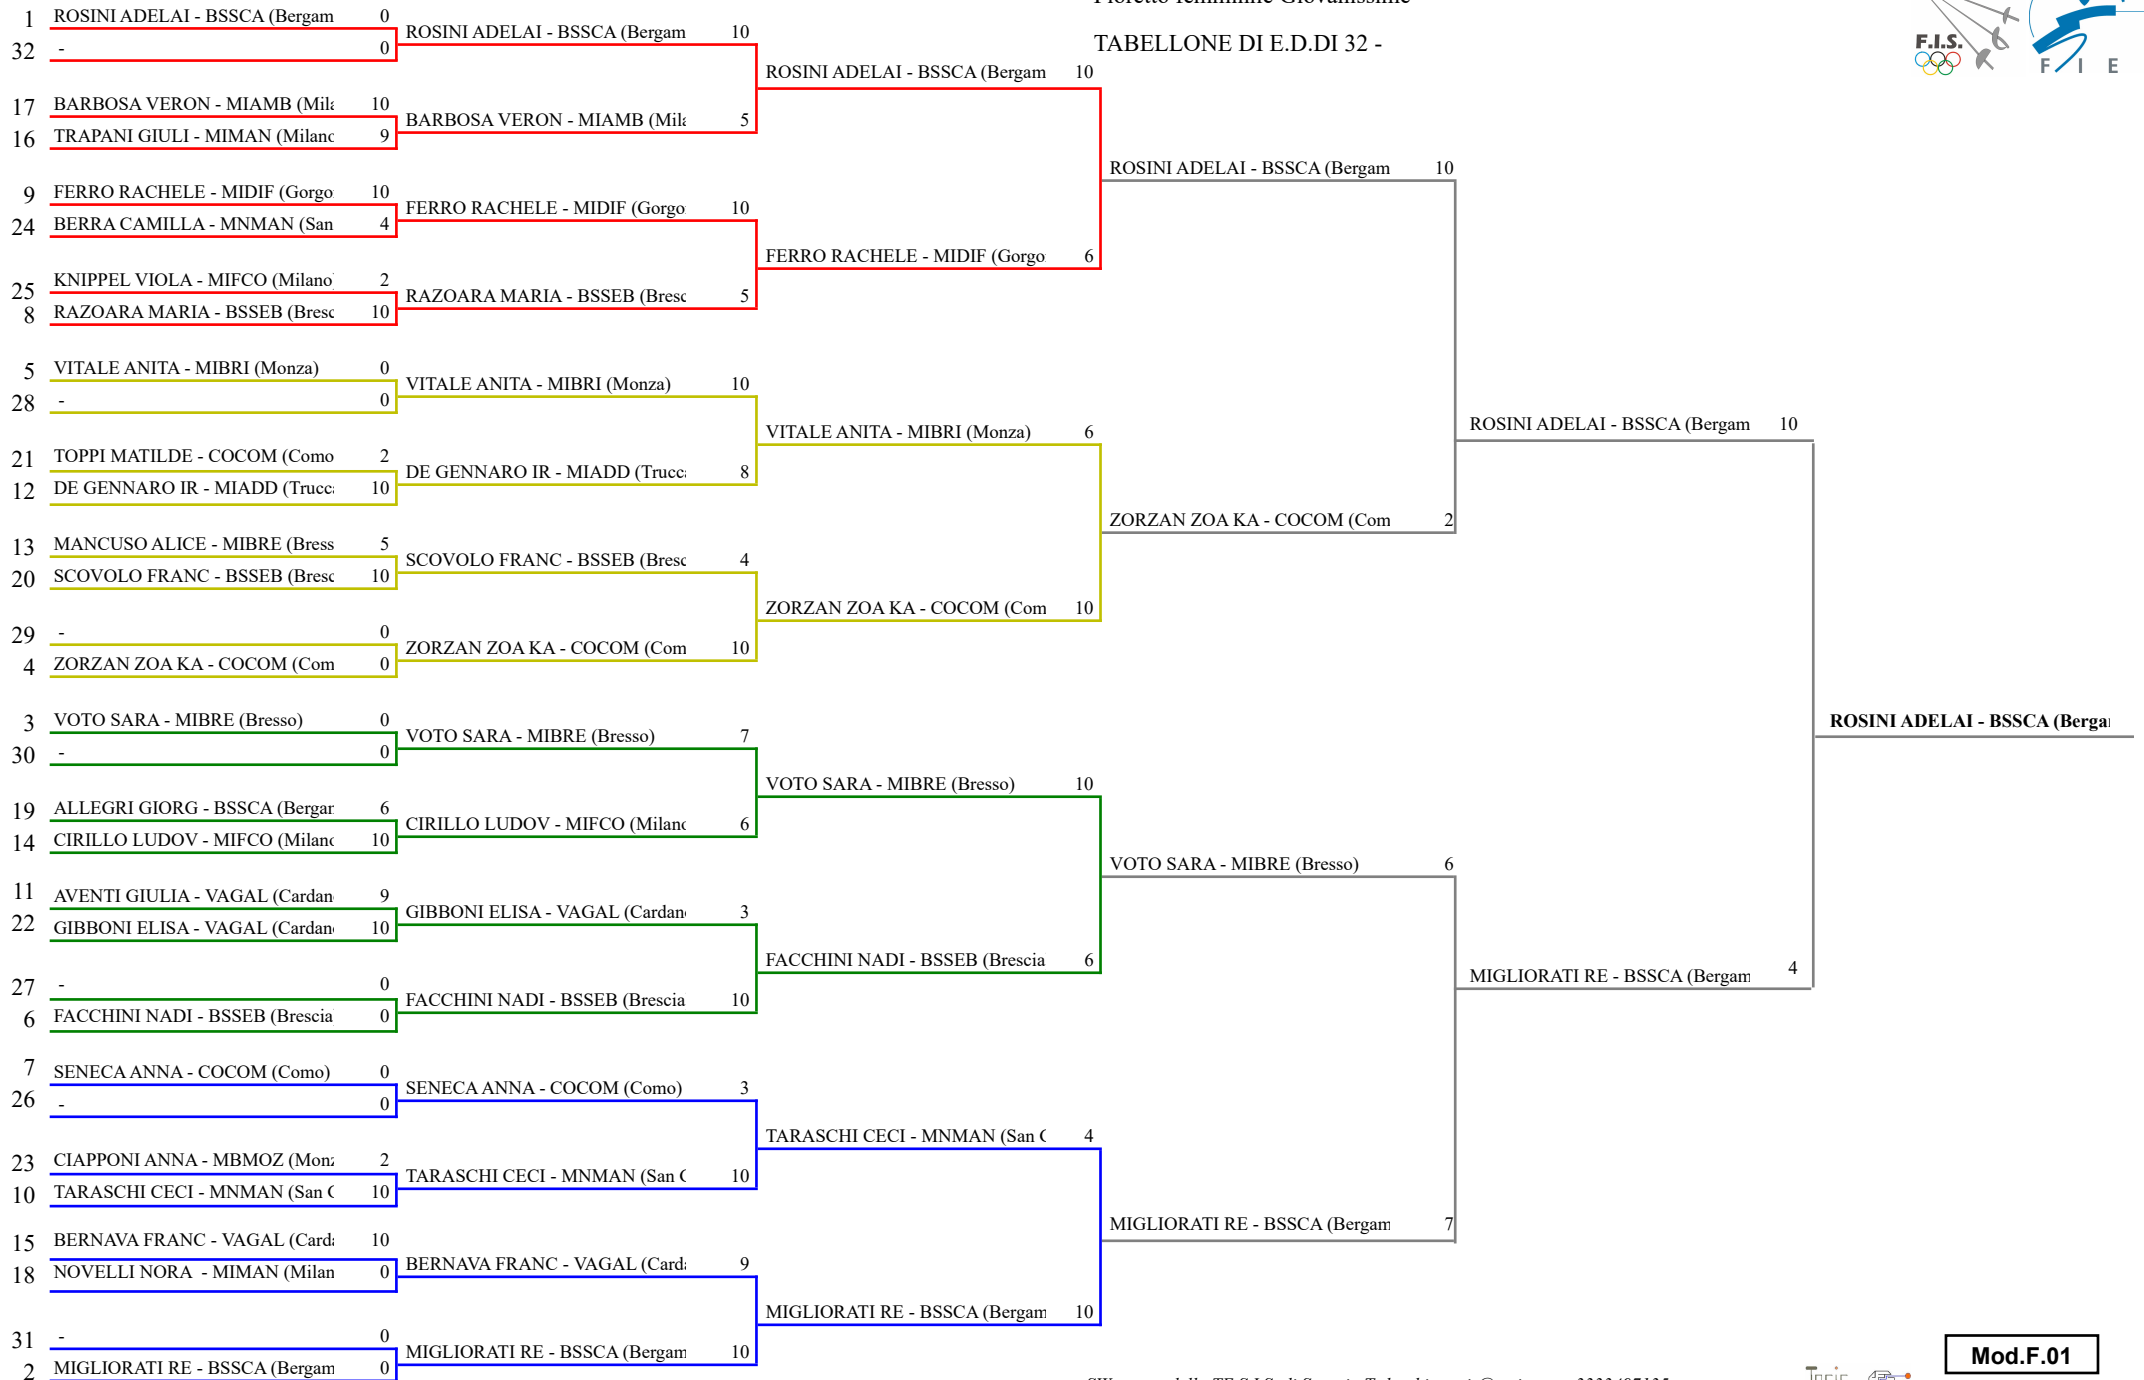 TABELLONE DI E.D.DI 32 -
F.I.S.
F I E
1 ROSINI ADELAI - BSSCA (Bergam 0
32 - 0
17 BARBOSA VERON - MIAMB (Mila 10
16 TRAPANI GIULI - MIMAN (Milano 9
9 FERRO RACHELE - MIDIF (Gorgo 10
24 BERRA CAMILLA - MNMAN (San 4
25 KNIPPEL VIOLA - MIFCO (Milano) 2
8 RAZOARA MARIA - BSSEB (Bresc 10
5 VITALE ANITA - MIBRI (Monza) 0
28 - 0
21 TOPPI MATILDE - COCOM (Como 2
12 DE GENNARO IR - MIADD (Trucca 10
13 MANCUSO ALICE - MIBRE (Bress 5
20 SCOVOLO FRANC - BSSEB (Bresc 10
29 - 0
4 ZORZAN ZOA KA - COCOM (Com 0
3 VOTO SARA - MIBRE (Bresso) 0
30 - 0
19 ALLEGRI GIORG - BSSCA (Bergam 6
14 CIRILLO LUDOV - MIFCO (Milano 10
11 AVENTI GIULIA - VAGAL (Cardan 9
22 GIBBONI ELISA - VAGAL (Cardan 10
27 - 0
6 FACCHINI NADI - BSSEB (Brescia 0
7 SENECA ANNA - COCOM (Como) 0
26 - 0
23 CIAPPONI ANNA - MBMOZ (Monz 2
10 TARASCHI CECI - MNMAN (San G 10
15 BERNAVA FRANC - VAGAL (Carda 10
18 NOVELLI NORA - MIMAN (Milan 0
31 - 0
2 MIGLIORATI RE - BSSCA (Bergam 0
ROSINI ADELAI - BSSCA (Bergam 10
BARBOSA VERON - MIAMB (Mila 5
FERRO RACHELE - MIDIF (Gorgo 10
RAZOARA MARIA - BSSEB (Bresc 5
VITALE ANITA - MIBRI (Monza) 10
DE GENNARO IR - MIADD (Trucca 8
SCOVOLO FRANC - BSSEB (Bresc 4
ZORZAN ZOA KA - COCOM (Com 10
VOTO SARA - MIBRE (Bresso) 7
CIRILLO LUDOV - MIFCO (Milano 6
GIBBONI ELISA - VAGAL (Cardano 3
FACCHINI NADI - BSSEB (Brescia 10
SENECA ANNA - COCOM (Como) 3
TARASCHI CECI - MNMAN (San G 10
BERNAVA FRANC - VAGAL (Carda 9
MIGLIORATI RE - BSSCA (Bergam 10
ROSINI ADELAI - BSSCA (Bergam 10
FERRO RACHELE - MIDIF (Gorgo 6
VITALE ANITA - MIBRI (Monza) 6
ZORZAN ZOA KA - COCOM (Com 10
VOTO SARA - MIBRE (Bresso) 10
FACCHINI NADI - BSSEB (Brescia 6
TARASCHI CECI - MNMAN (San G 4
MIGLIORATI RE - BSSCA (Bergam 10
ROSINI ADELAI - BSSCA (Bergam 10
ZORZAN ZOA KA - COCOM (Com 2
VOTO SARA - MIBRE (Bresso) 6
MIGLIORATI RE - BSSCA (Bergam 7
ROSINI ADELAI - BSSCA (Bergam 10
MIGLIORATI RE - BSSCA (Bergam 4
ROSINI ADELAI - BSSCA (Berga
Mod.F.01